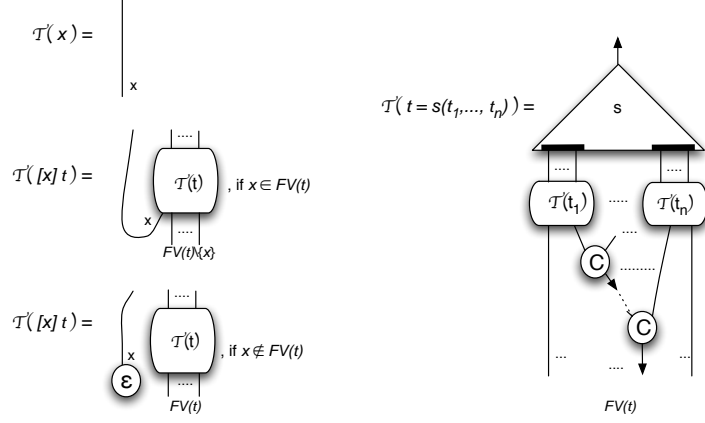 𝒯(x) =
x
....
𝒯([x] t) =
𝒯(t)
, if x ∈ FV(t)
x
....
FV(t)\{x}
....
𝒯([x] t) =
𝒯(t)
, if x ∉ FV(t)
x
ε
....
FV(t)
𝒯(t = s(t₁,..., tₙ)) =
s
.... ....
𝒯(t₁) ..... 𝒯(tₙ)
....
C
.........
C
... .... ...
FV(t)